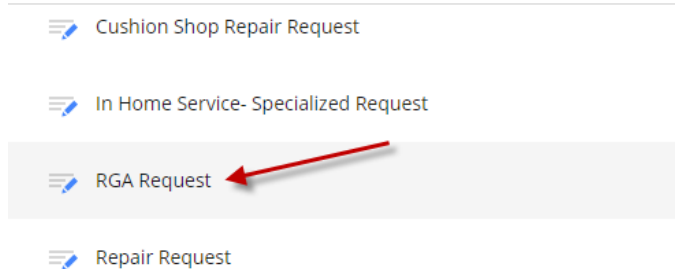 Cushion Shop Repair Request
In Home Service- Specialized Request
RGA Request
Repair Request